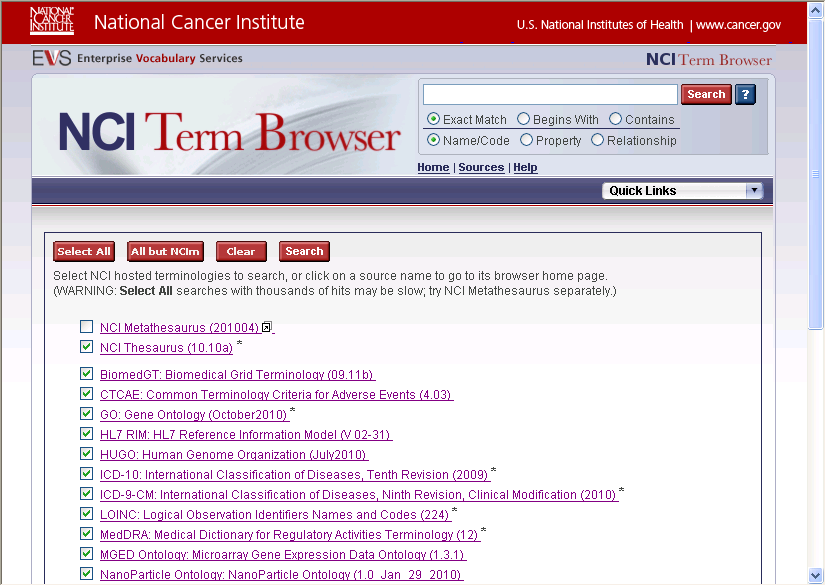 NATIONAL CANCER INSTITUTE
National Cancer Institute
U.S. National Institutes of Health | www.cancer.gov
EVS Enterprise Vocabulary Services
NCI Term Browser
NCI Term Browser
Search ?
Exact Match Begins With Contains
Name/Code Property Relationship
Home | Sources | Help
Quick Links
Select All All but NCIm Clear Search
Select NCI hosted terminologies to search, or click on a source name to go to its browser home page.
(WARNING: Select All searches with thousands of hits may be slow; try NCI Metathesaurus separately.)
NCI Metathesaurus (201004)
NCI Thesaurus (10.10a) *
BiomedGT: Biomedical Grid Terminology (09.11b)
CTCAE: Common Terminology Criteria for Adverse Events (4.03)
GO: Gene Ontology (October2010) *
HL7 RIM: HL7 Reference Information Model (V 02-31)
HUGO: Human Genome Organization (July2010)
ICD-10: International Classification of Diseases, Tenth Revision (2009) *
ICD-9-CM: International Classification of Diseases, Ninth Revision, Clinical Modification (2010) *
LOINC: Logical Observation Identifiers Names and Codes (224) *
MedDRA: Medical Dictionary for Regulatory Activities Terminology (12) *
MGED Ontology: Microarray Gene Expression Data Ontology (1.3.1)
NanoParticle Ontology: NanoParticle Ontology (1.0_Jan_29_2010)